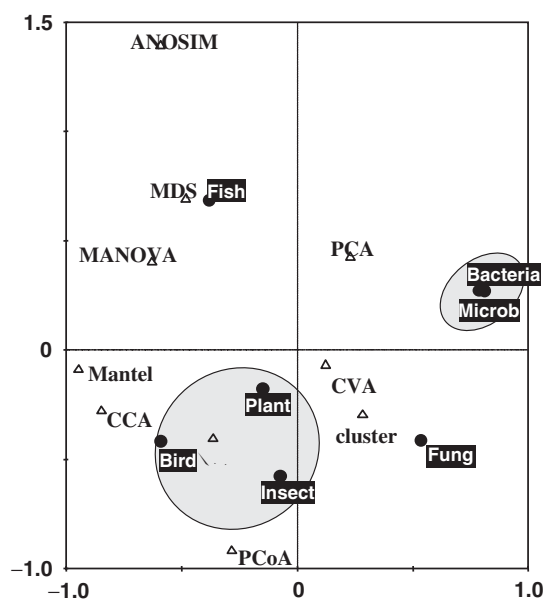 1.5
ANOSIM
MDS Fish
MANOVA
PCA
Bacteria
Microb
0
Mantel
CVA
Plant
CCA
cluster
Bird
Fung
Insect
PCoA
−1.0
−1.0 0 1.0